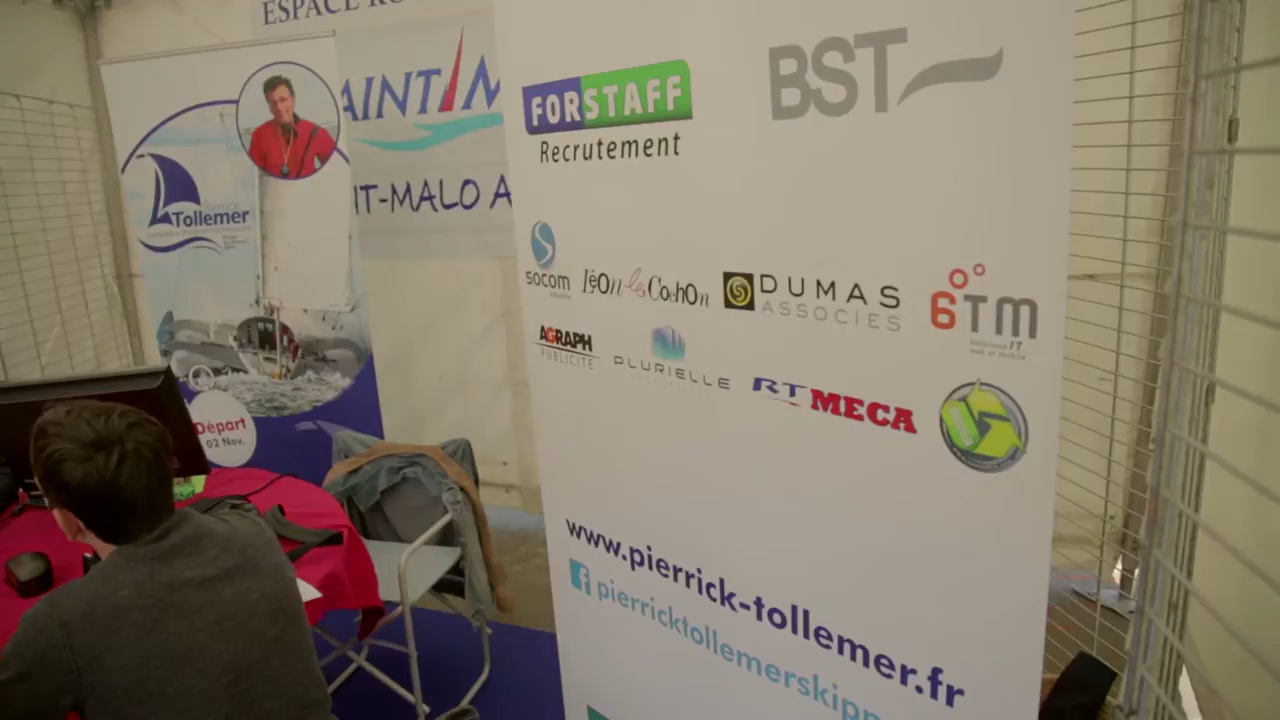 ESPACE
AINT M
IT-MALO A
Tollemer
Départ
02 Nov.
FORSTAFF
Recrutement
BST
socom
léon le Cochon
DUMAS
ASSOCIES
6TM
AGRAPH
PUBLICITÉ
PLURIELLE
RT MECA
www.pierrick-tollemer.fr
f pierricktollemerskipp